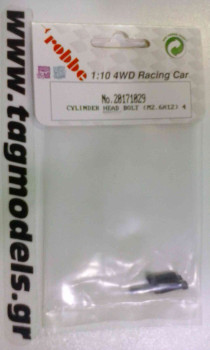 robbe
1:10 4WD Racing Car
No.20171029
CYLINDER HEAD BOLT (M2.6X12) 4
www.tagmodels.gr